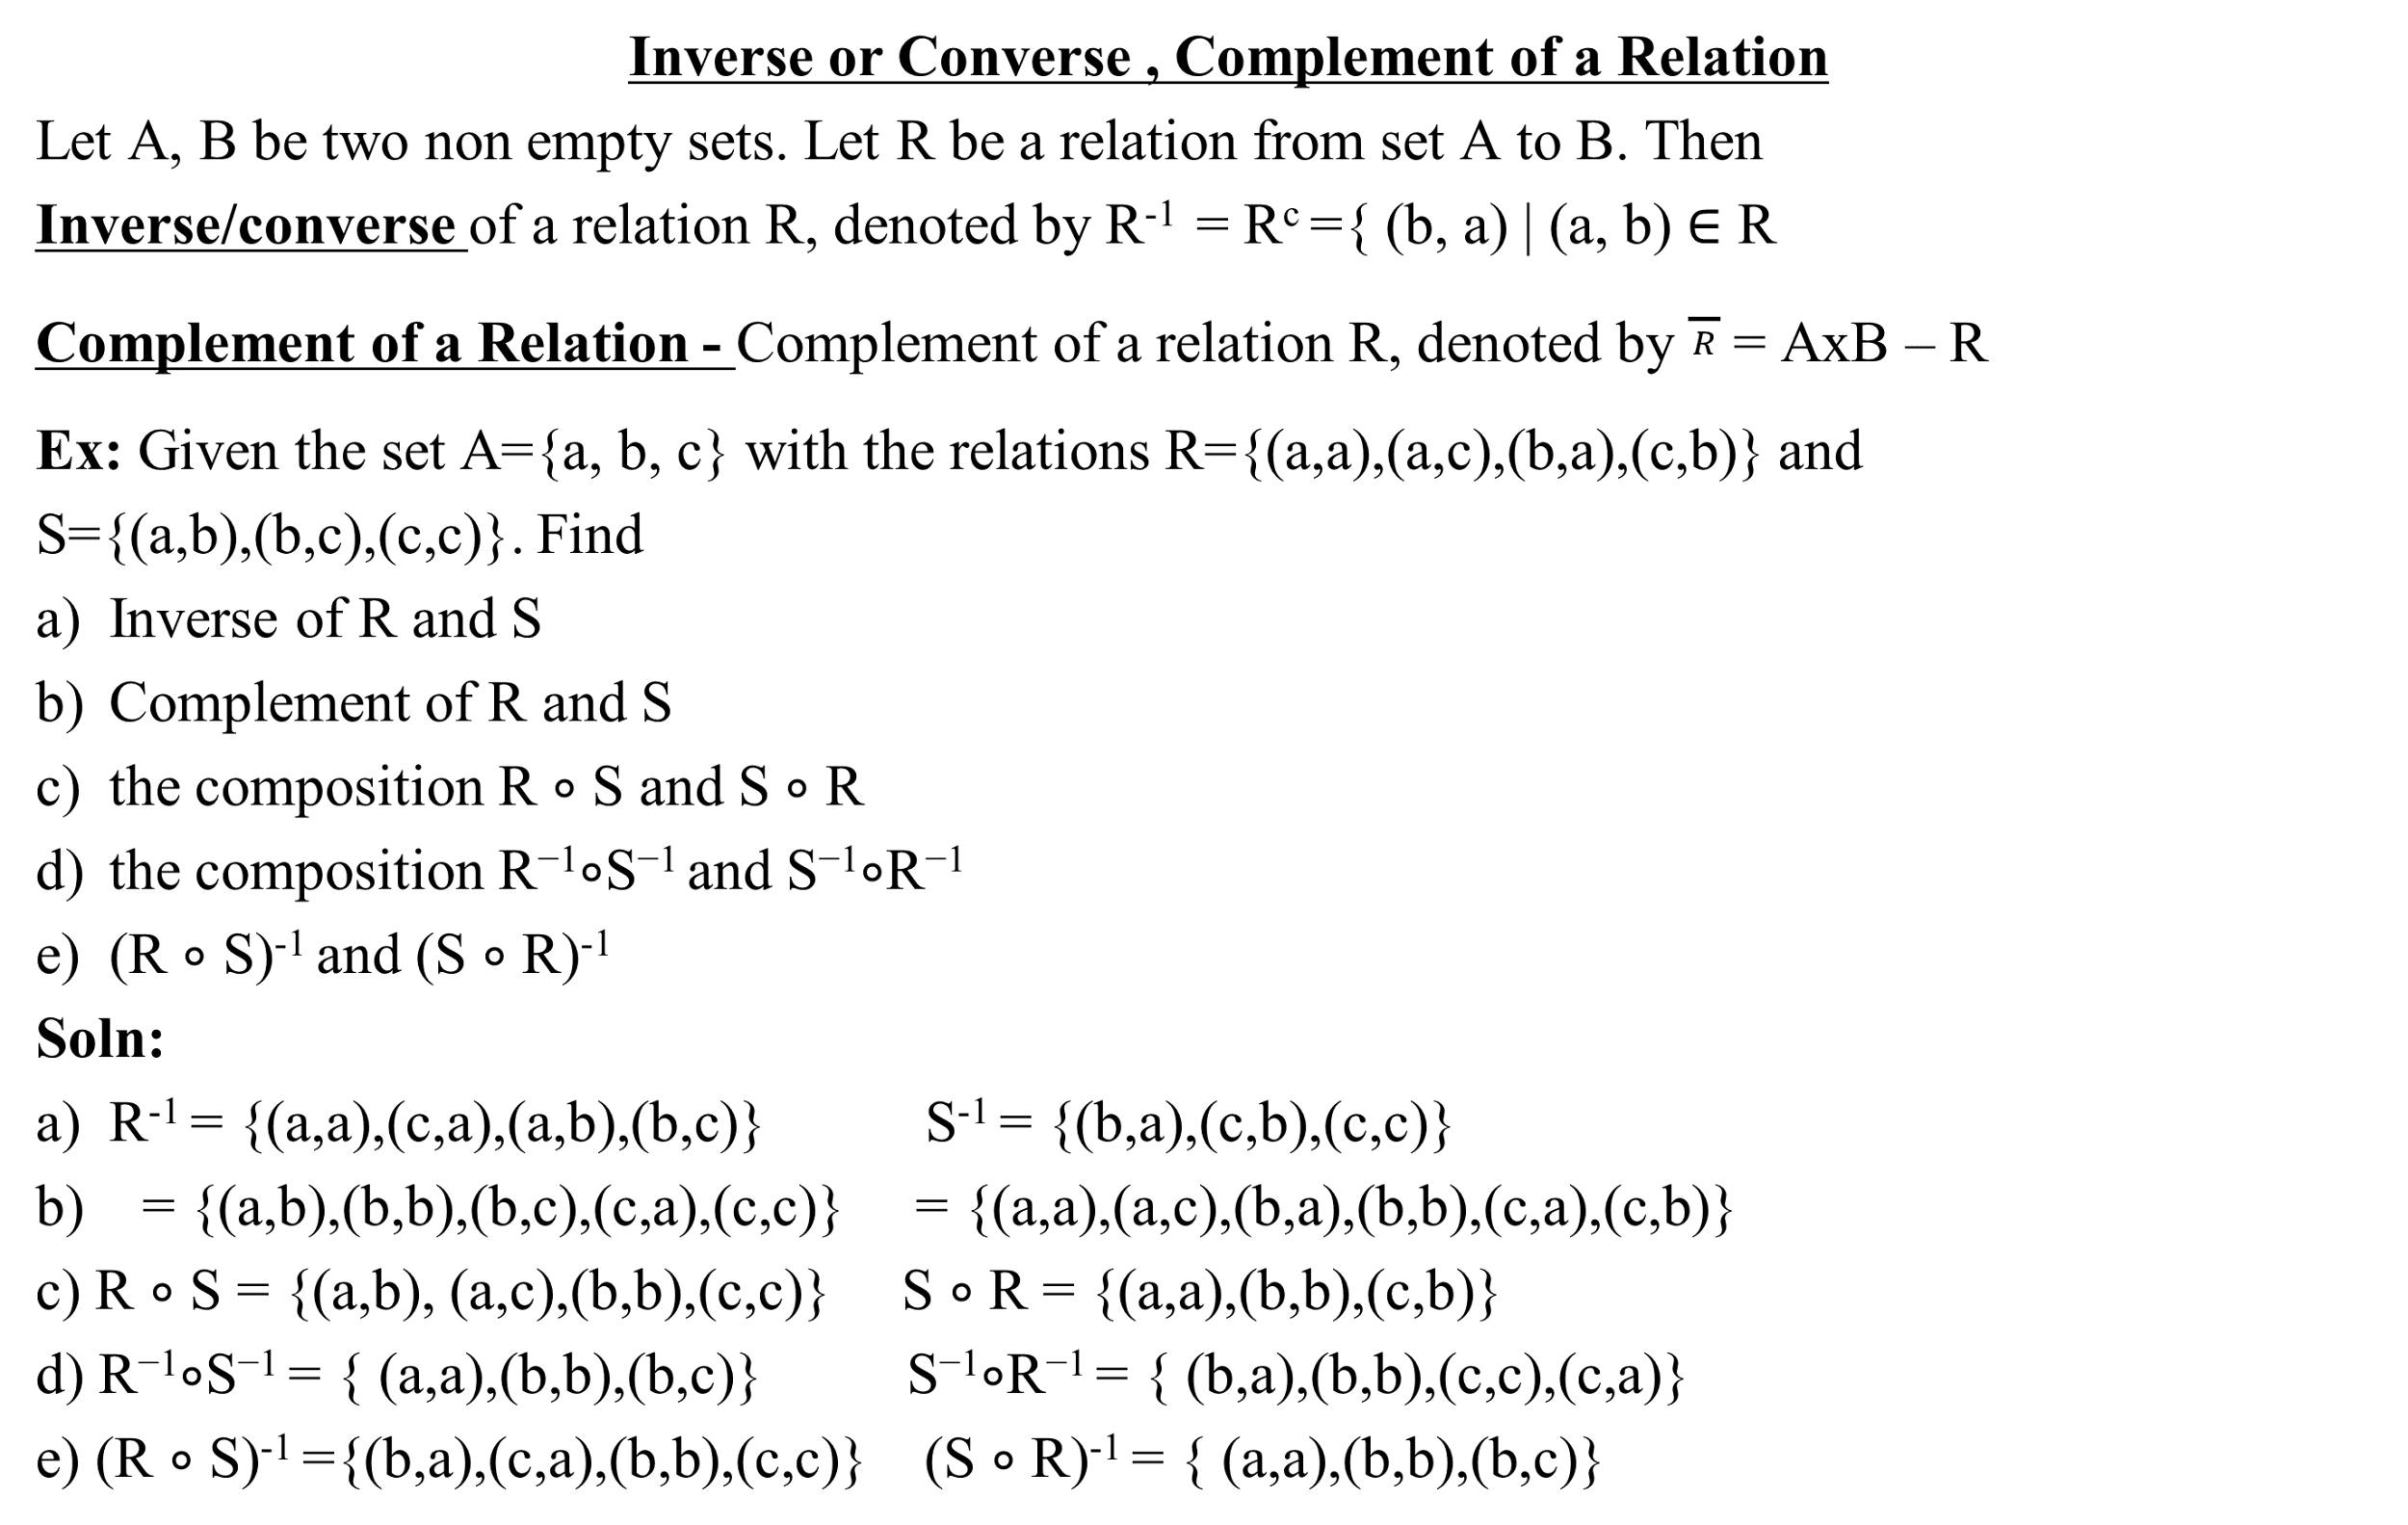 Inverse or Converse , Complement of a Relation
Let A, B be two non empty sets. Let R be a relation from set A to B. Then
Inverse/converse of a relation R, denoted by R⁻¹ = Rᶜ ={ (b, a) | (a, b) ∈ R
Complement of a Relation - Complement of a relation R, denoted by R̅ = AxB – R
Ex: Given the set A={a, b, c} with the relations R={(a,a),(a,c),(b,a),(c,b)} and
S={(a,b),(b,c),(c,c)}. Find
a) Inverse of R and S
b) Complement of R and S
c) the composition R ∘ S and S ∘ R
d) the composition R⁻¹∘S⁻¹ and S⁻¹∘R⁻¹
e) (R ∘ S)⁻¹ and (S ∘ R)⁻¹
Soln:
a) R⁻¹ = {(a,a),(c,a),(a,b),(b,c)} S⁻¹ = {(b,a),(c,b),(c,c)}
b) = {(a,b),(b,b),(b,c),(c,a),(c,c)} = {(a,a),(a,c),(b,a),(b,b),(c,a),(c,b)}
c) R ∘ S = {(a,b), (a,c),(b,b),(c,c)} S ∘ R = {(a,a),(b,b),(c,b)}
d) R⁻¹∘S⁻¹ = { (a,a),(b,b),(b,c)} S⁻¹∘R⁻¹ = { (b,a),(b,b),(c,c),(c,a)}
e) (R ∘ S)⁻¹ ={(b,a),(c,a),(b,b),(c,c)} (S ∘ R)⁻¹ = { (a,a),(b,b),(b,c)}